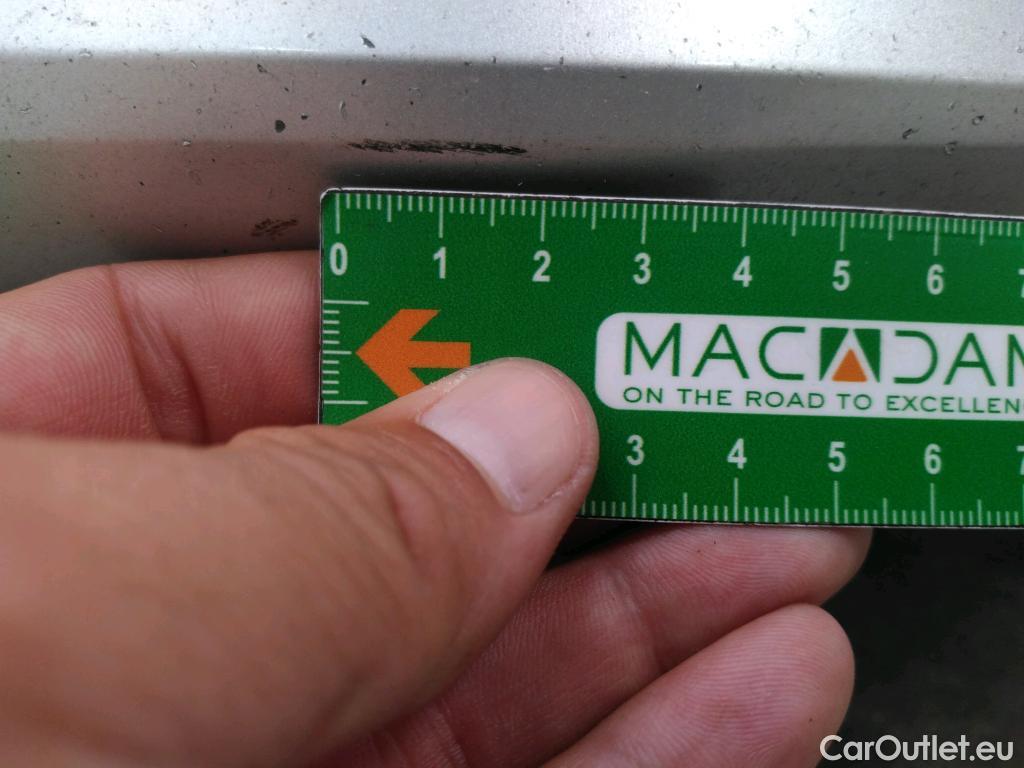 0 1 2 3 4 5 6 7
MACADAM
ON THE ROAD TO EXCELLEN
3 4 5 6 7
CarOutlet.eu